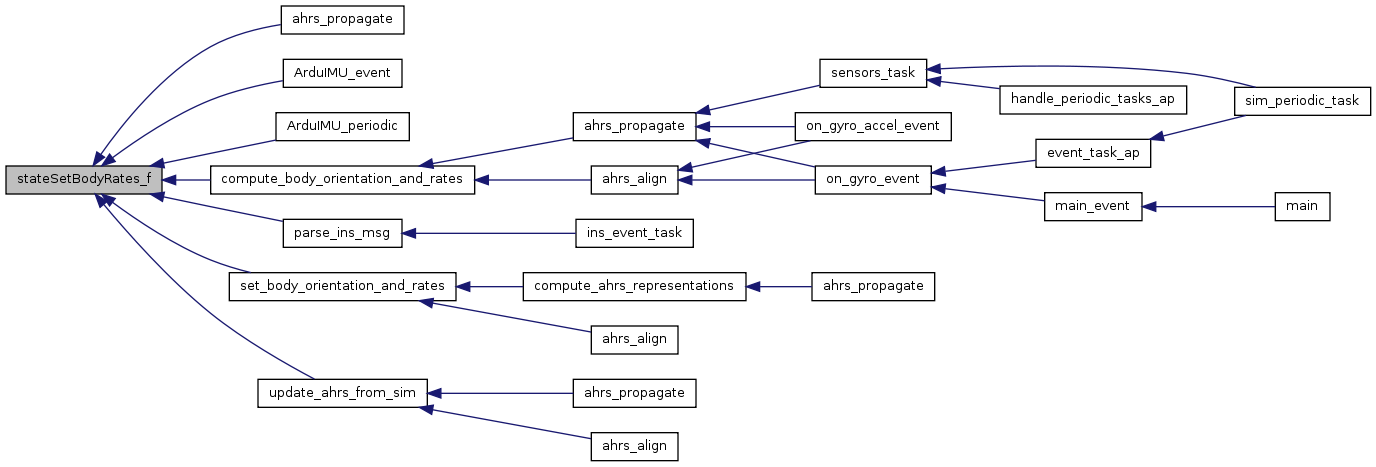 ahrs_propagate
ArduIMU_event
sensors_task
handle_periodic_tasks_ap
sim_periodic_task
ArduIMU_periodic
ahrs_propagate
on_gyro_accel_event
event_task_ap
stateSetBodyRates_f
compute_body_orientation_and_rates
ahrs_align
on_gyro_event
main_event
main
parse_ins_msg
ins_event_task
set_body_orientation_and_rates
compute_ahrs_representations
ahrs_propagate
ahrs_align
update_ahrs_from_sim
ahrs_propagate
ahrs_align